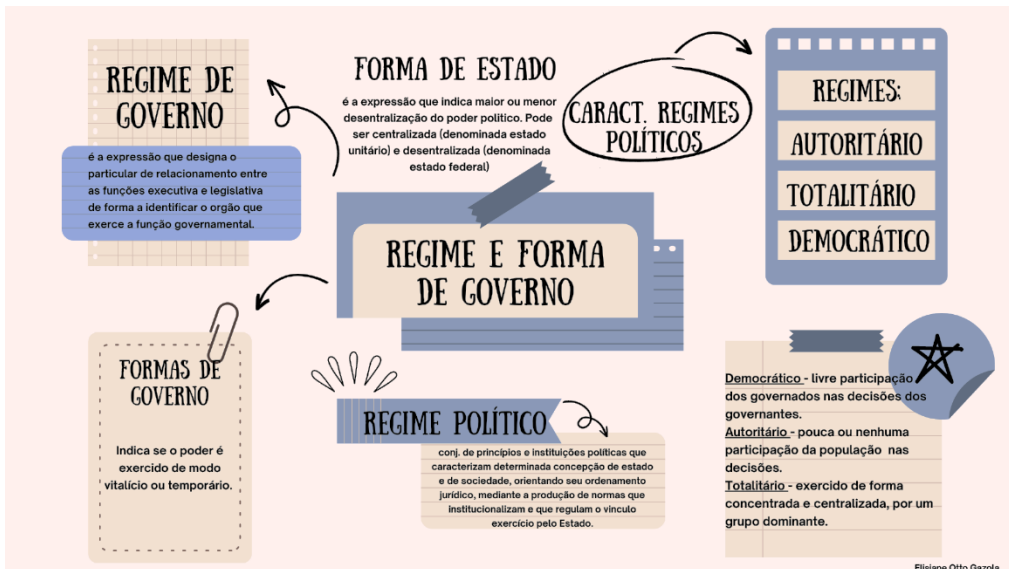 REGIME DE
GOVERNO
é a expressão que designa o
particular de relacionamento entre
as funções executiva e legislativa
de forma a identificar o orgão que
exerce a função governamental.
FORMA DE ESTADO
é a expressão que indica maior ou menor
desentralização do poder politico. Pode
ser centralizada (denominada estado
unitário) e desentralizada (denominada
estado federal)
CARACT. REGIMES
POLÍTICOS
REGIMES:
AUTORITÁRIO
TOTALITÁRIO
DEMOCRÁTICO
REGIME E FORMA
DE GOVERNO
FORMAS DE
GOVERNO
Indica se o poder é
exercido de modo
vitalício ou temporário.
REGIME POLÍTICO
conj. de princípios e instituições políticas que
caracterizam determinada concepção de estado
e de sociedade, orientando seu ordenamento
jurídico, mediante a produção de normas que
institucionalizam e que regulam o vinculo
exercício pelo Estado.
Democrático - livre participação
dos governados nas decisões dos
governantes.
Autoritário - pouca ou nenhuma
participação da população nas
decisões.
Totalitário - exercido de forma
concentrada e centralizada, por um
grupo dominante.
Elisiane Otto Gazola